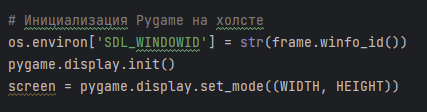 # Инициализация Pygame на холсте
os.environ['SDL_WINDOWID'] = str(frame.winfo_id())
pygame.display.init()
screen = pygame.display.set_mode((WIDTH, HEIGHT))